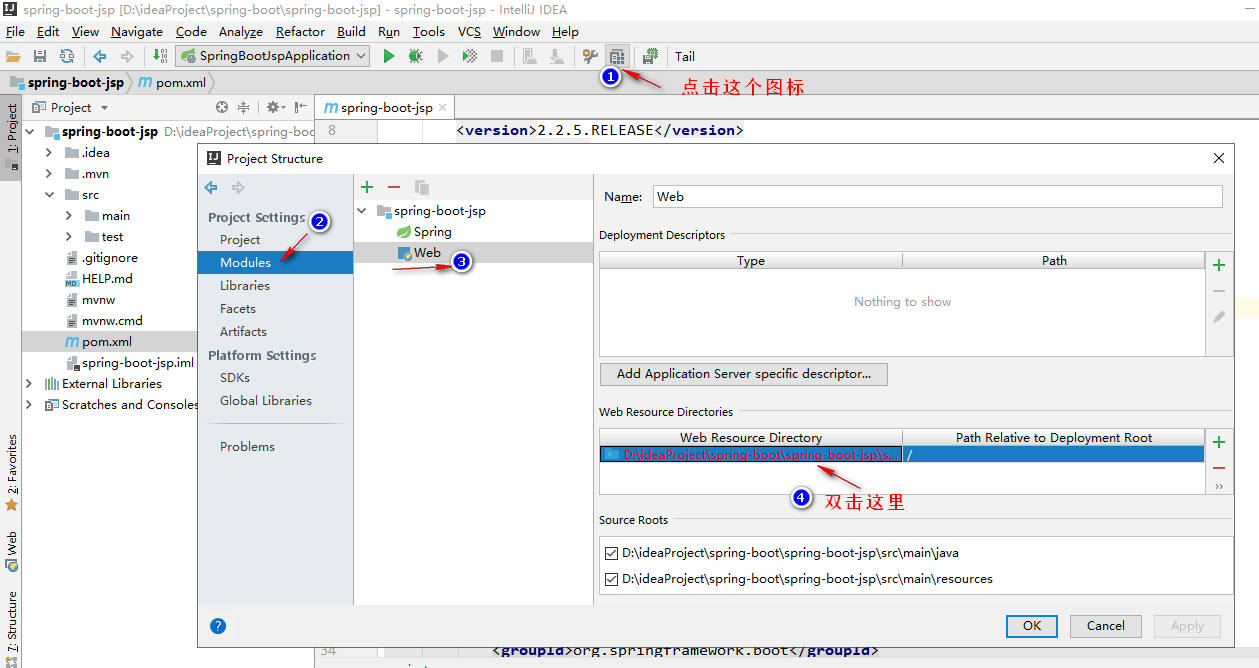 spring-boot-jsp [D:\ideaProject\spring-boot\spring-boot-jsp] - spring-boot-jsp - IntelliJ IDEA
File Edit View Navigate Code Analyze Refactor Build Run Tools VCS Window Help
SpringBootJspApplication Tail
1 点击这个图标
spring-boot-jsp pom.xml
1: Project
Project
spring-boot-jsp
spring-boot-jsp D:\ideaProject\spring-boo
.idea
.mvn
src
main
test
.gitignore
HELP.md
mvnw
mvnw.cmd
pom.xml
spring-boot-jsp.iml
External Libraries
Scratches and Consoles
2: Favorites
Web
7: Structure
8 <version>2.2.5.RELEASE</version>
Project Structure
Project Settings 2
Project
Modules
Libraries
Facets
Artifacts
Platform Settings
SDKs
Global Libraries
Problems
spring-boot-jsp
Spring
Web 3
Name: Web
Deployment Descriptors
Type Path
Nothing to show
Add Application Server specific descriptor...
Web Resource Directories
Web Resource Directory Path Relative to Deployment Root
D:\ideaProject\spring-boot\spring-boot-jsp\s... /
4 双击这里
Source Roots
D:\ideaProject\spring-boot\spring-boot-jsp\src\main\java
D:\ideaProject\spring-boot\spring-boot-jsp\src\main\resources
? OK Cancel Apply
34 <groupId>org.springframework.boot</groupId>